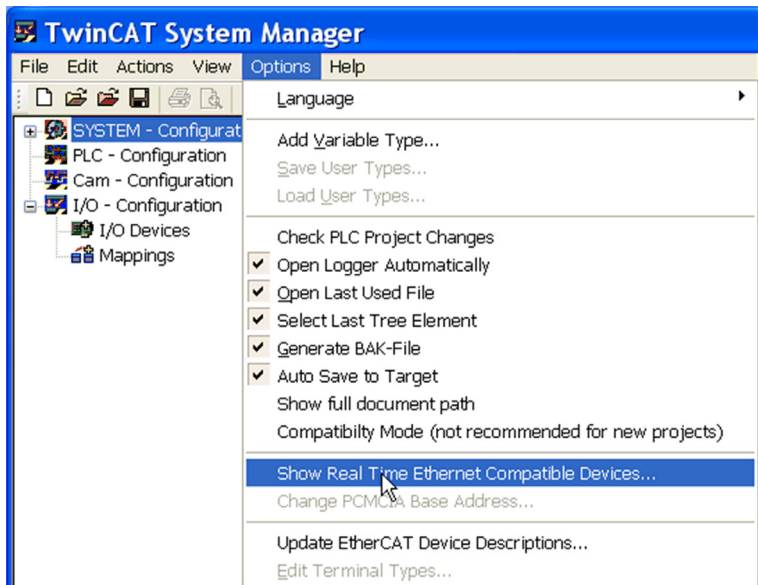 TwinCAT System Manager
File Edit Actions View Options Help
SYSTEM - Configurat
PLC - Configuration
Cam - Configuration
I/O - Configuration
I/O Devices
Mappings
Language
Add Variable Type...
Save User Types...
Load User Types...
Check PLC Project Changes
Open Logger Automatically
Open Last Used File
Select Last Tree Element
Generate BAK-File
Auto Save to Target
Show full document path
Compatibilty Mode (not recommended for new projects)
Show Real Time Ethernet Compatible Devices...
Change PCMCIA Base Address...
Update EtherCAT Device Descriptions...
Edit Terminal Types...